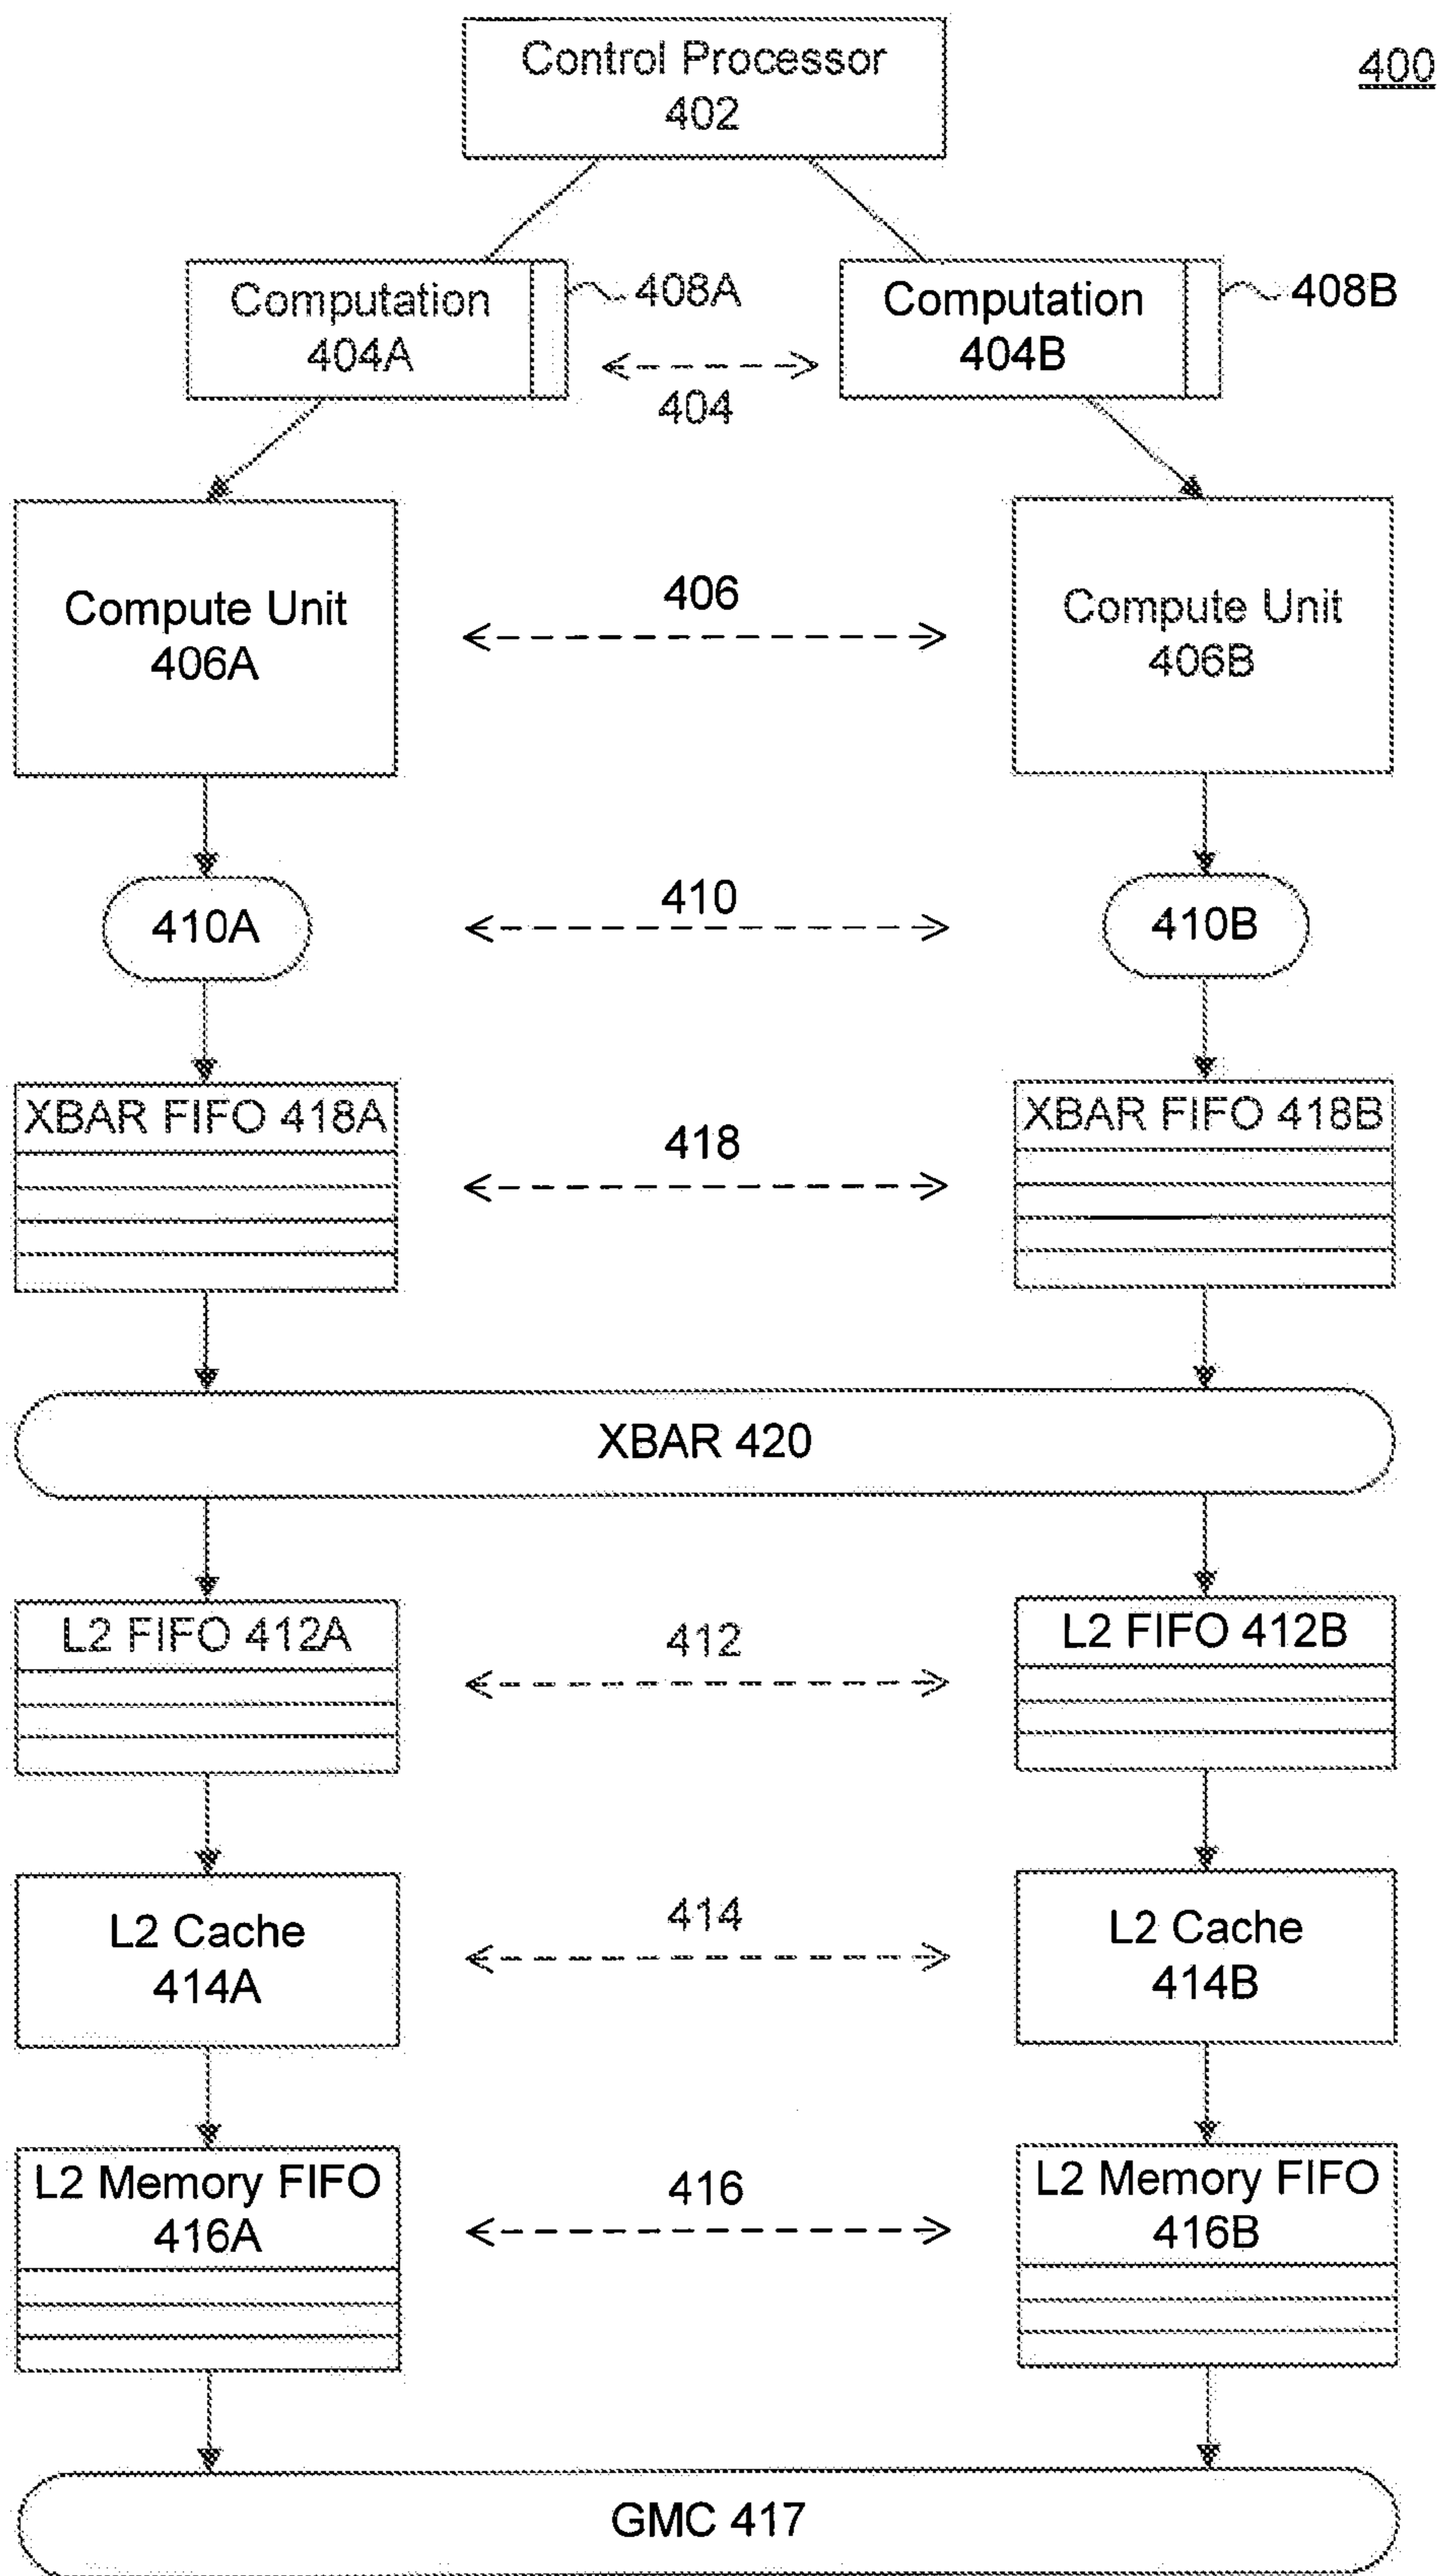 Control Processor
402
400
Computation
404A
408A
Computation
404B
408B
404
Compute Unit
406A
406
Compute Unit
406B
410A
410
410B
XBAR FIFO 418A
418
XBAR FIFO 418B
XBAR 420
L2 FIFO 412A
412
L2 FIFO 412B
L2 Cache
414A
414
L2 Cache
414B
L2 Memory FIFO
416A
416
L2 Memory FIFO
416B
GMC 417